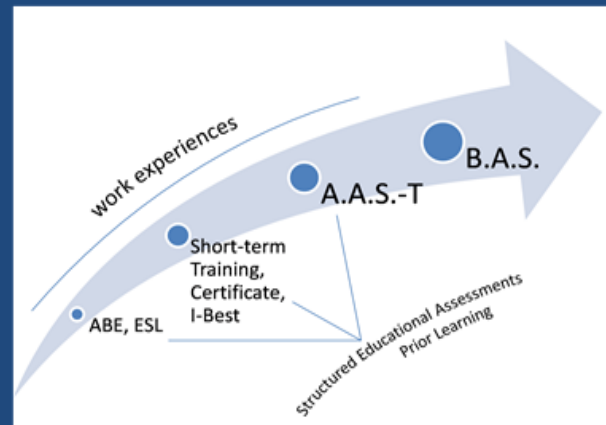 work experiences
B.A.S.
A.A.S.-T
Short-term
Training,
Certificate,
I-Best
ABE, ESL
Structured Educational Assessments
Prior Learning